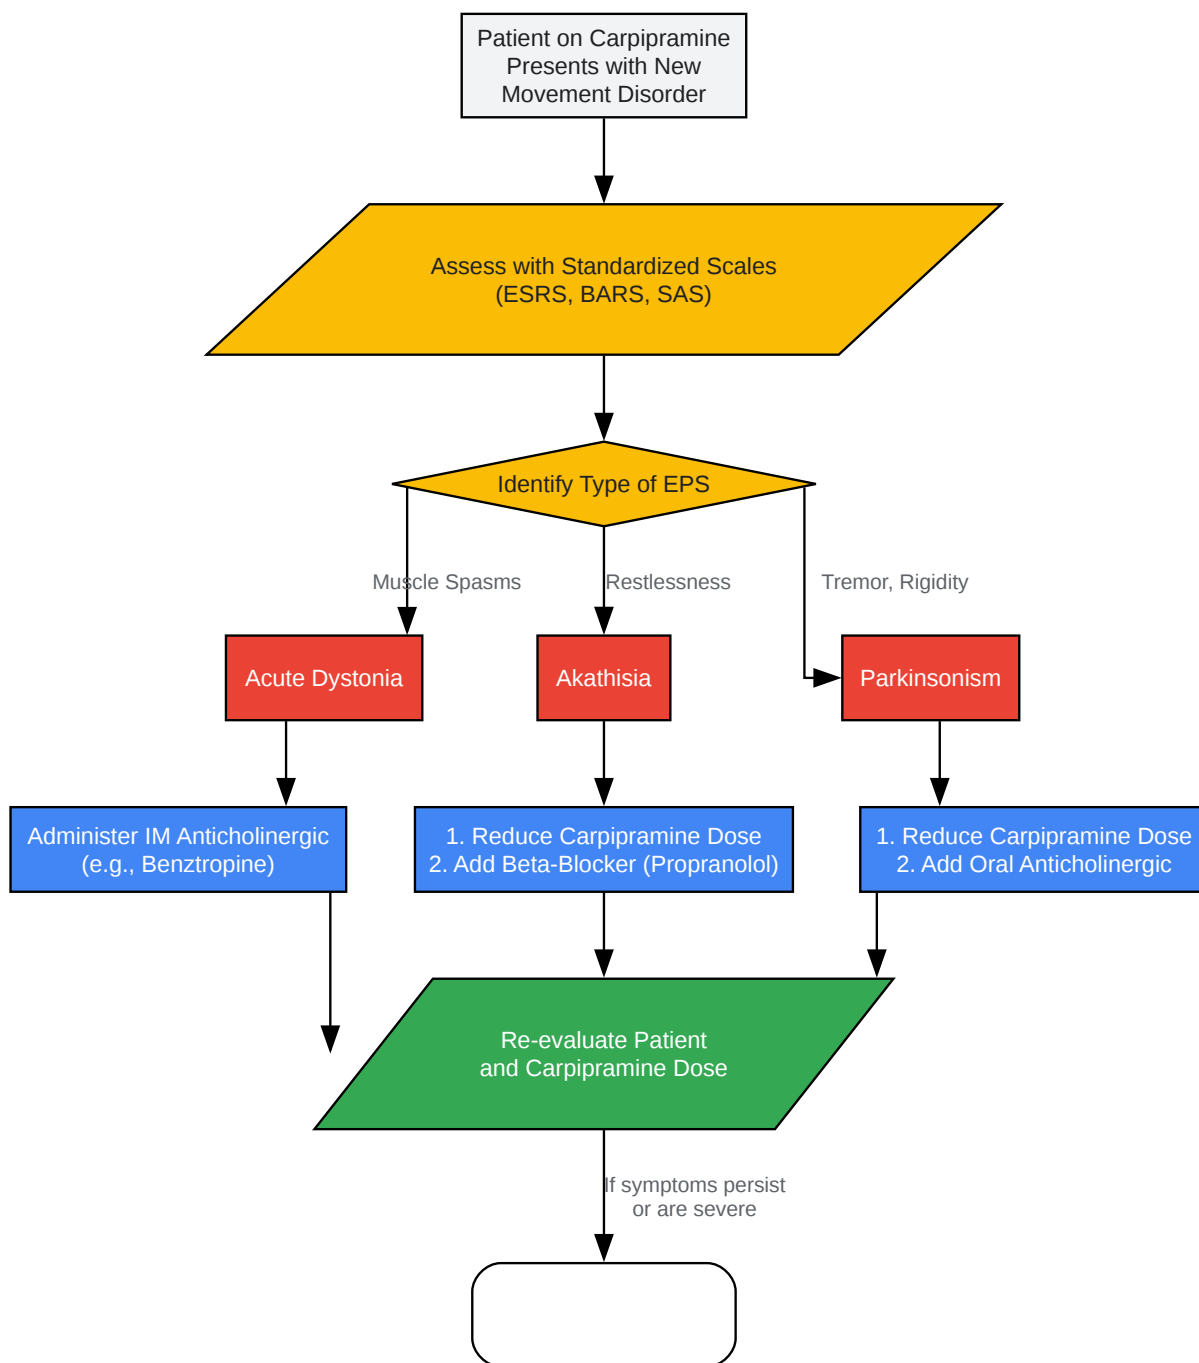 Patient on Carpipramine
Presents with New
Movement Disorder
Assess with Standardized Scales
(ESRS, BARS, SAS)
Identify Type of EPS
Muscle Spasms
Restlessness
Tremor, Rigidity
Acute Dystonia
Akathisia
Parkinsonism
Administer IM Anticholinergic
(e.g., Benztropine)
1. Reduce Carpipramine Dose
2. Add Beta-Blocker (Propranolol)
1. Reduce Carpipramine Dose
2. Add Oral Anticholinergic
Re-evaluate Patient
and Carpipramine Dose
If symptoms persist
or are severe